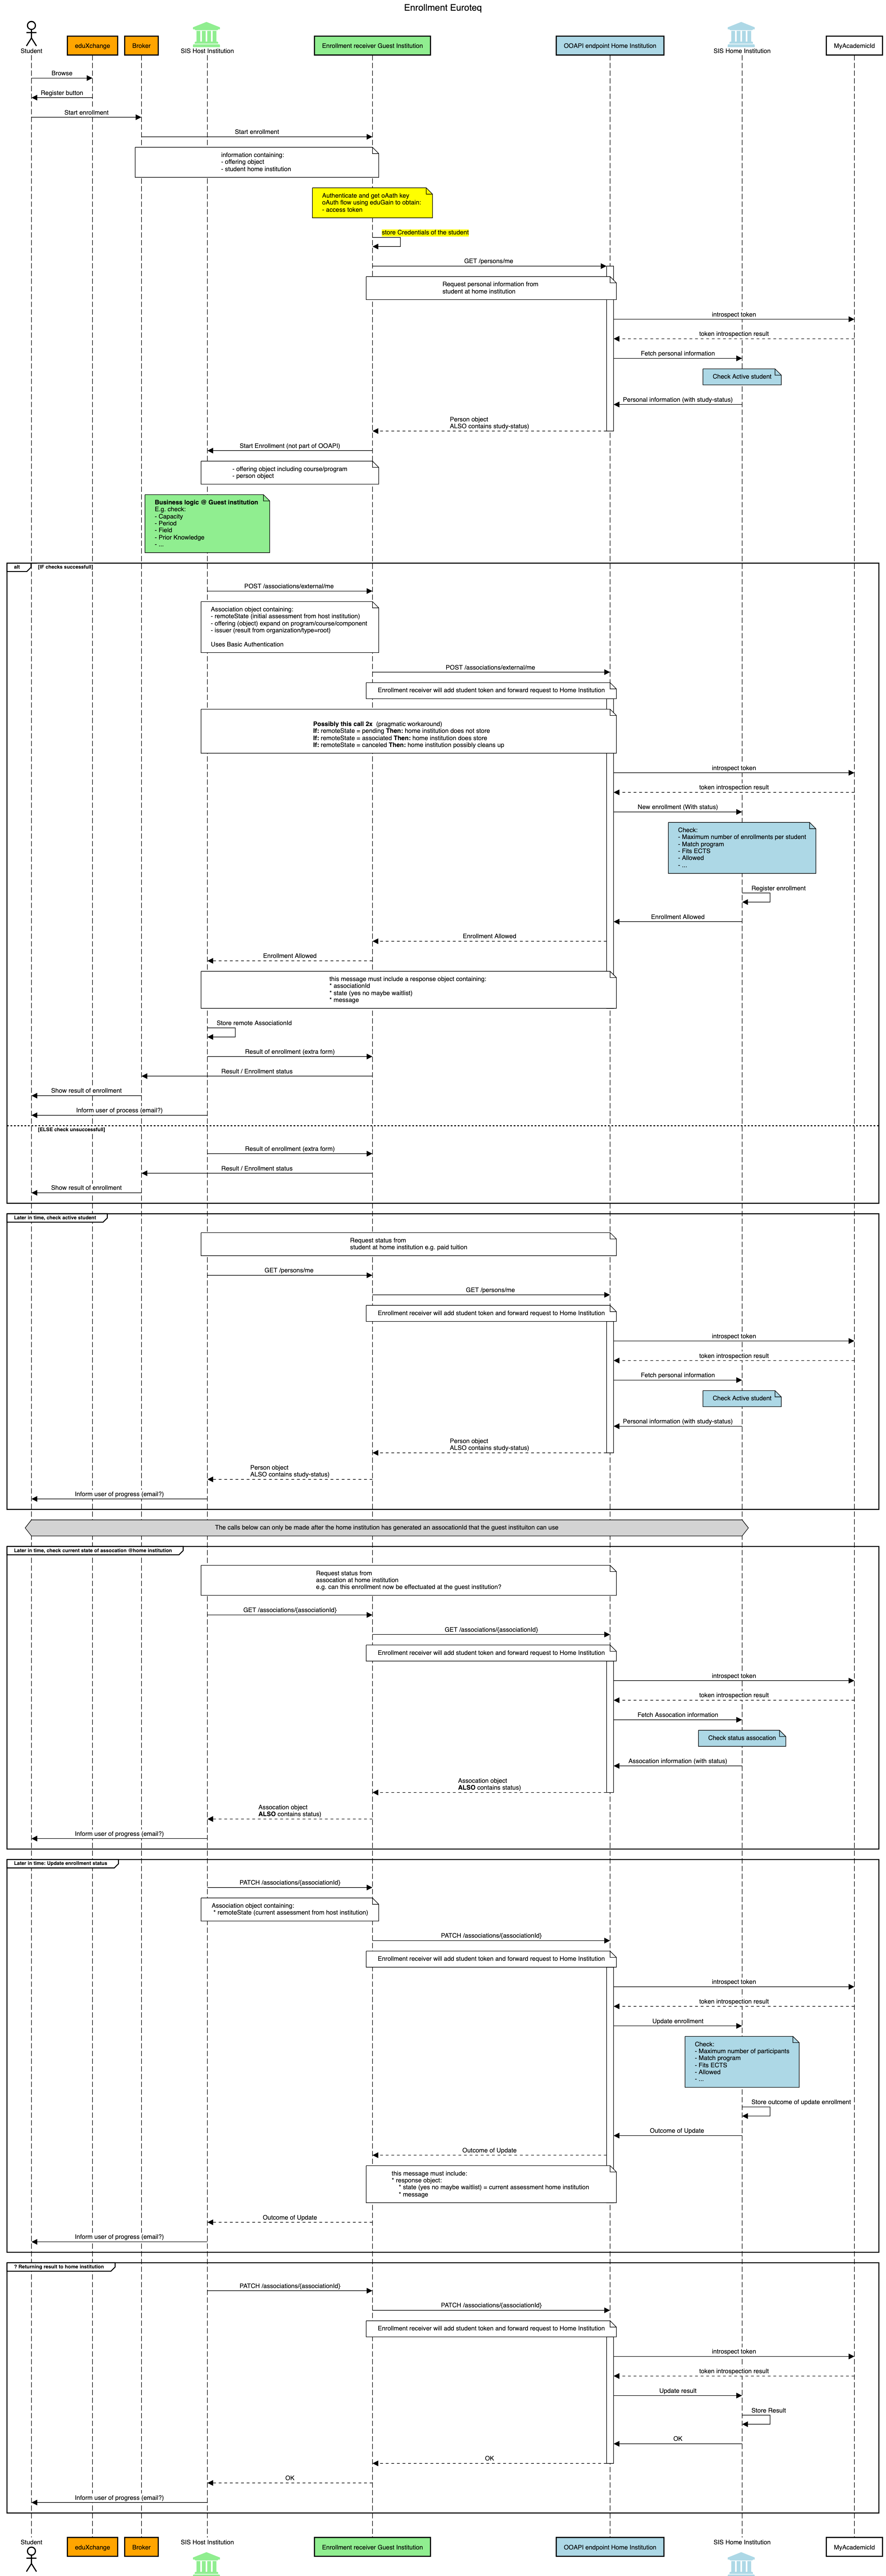 Enrollment Euroteq
Student
eduXchange
Broker
SIS Host Institution
Enrollment receiver Guest Institution
OOAPI endpoint Home Institution
SIS Home Institution
MyAcademicId
Browse
Register button
Start enrollment
Start enrollment
information containing:
- offering object
- student home institution
Authenticate and get oAath key
oAuth flow using eduGain to obtain:
- access token
store Credentials of the student
GET /persons/me
Request personal information from
student at home institution
introspect token
token introspection result
Fetch personal information
Check Active student
Personal information (with study-status)
Person object
ALSO contains study-status)
Start Enrollment (not part of OOAPI)
- offering object including course/program
- person object
Business logic @ Guest institution
E.g. check:
- Capacity
- Period
- Field
- Prior Knowledge
- ...
alt
[IF checks successful!]
POST /associations/external/me
Association object containing:
- remoteState (initial assessment from host institution)
- offering (object) expand on program/course/component
- issuer (result from organization/type=root)
Uses Basic Authentication
POST /associations/external/me
Enrollment receiver will add student token and forward request to Home Institution
Possibly this call 2x (pragmatic workaround)
If: remoteState = pending Then: home institution does not store
If: remoteState = associated Then: home institution does store
If: remoteState = canceled Then: home institution possibly cleans up
introspect token
token introspection result
New enrollment (With status)
Check:
- Maximum number of enrollments per student
- Match program
- Fits ECTS
- Allowed
- ...
Register enrollment
Enrollment Allowed
Enrollment Allowed
Enrollment Allowed
this message must include a response object containing:
* associationId
* state (yes no maybe waitlist)
* message
Store remote AssociationId
Result of enrollment (extra form)
Result / Enrollment status
Show result of enrollment
Inform user of process (email?)
[ELSE check unsuccessfull]
Result of enrollment (extra form)
Result / Enrollment status
Show result of enrollment
Later in time, check active student
Request status from
student at home institution e.g. paid tuition
GET /persons/me
GET /persons/me
Enrollment receiver will add student token and forward request to Home Institution
introspect token
token introspection result
Fetch personal information
Check Active student
Personal information (with study-status)
Person object
ALSO contains study-status)
Person object
ALSO contains study-status)
Inform user of progress (email?)
The calls below can only be made after the home institution has generated an assocationId that the guest instituiton can use
Later in time, check current state of assocation @home institution
Request status from
assocation at home institution
e.g. can this enrollment now be effectuated at the guest institution?
GET /associations/{associationId}
GET /associations/{associationId}
Enrollment receiver will add student token and forward request to Home Institution
introspect token
token introspection result
Fetch Assocation information
Check status assocation
Assocation information (with status)
Assocation object
ALSO contains status)
Assocation object
ALSO contains status)
Inform user of progress (email?)
Later in time: Update enrollment status
PATCH /associations/{associationId}
Association object containing:
* remoteState (current assessment from host institution)
PATCH /associations/{associationId}
Enrollment receiver will add student token and forward request to Home Institution
introspect token
token introspection result
Update enrollment
Check:
- Maximum number of participants
- Match program
- Fits ECTS
- Allowed
- ...
Store outcome of update enrollment
Outcome of Update
Outcome of Update
this message must include:
* response object:
* state (yes no maybe waitlist) = current assessment home institution
* message
Outcome of Update
Inform user of progress (email?)
? Returning result to home institution
PATCH /associations/{associationId}
PATCH /associations/{associationId}
Enrollment receiver will add student token and forward request to Home Institution
introspect token
token introspection result
Update result
Store Result
OK
OK
OK
Inform user of progress (email?)
Student
eduXchange
Broker
SIS Host Institution
Enrollment receiver Guest Institution
OOAPI endpoint Home Institution
SIS Home Institution
MyAcademicId